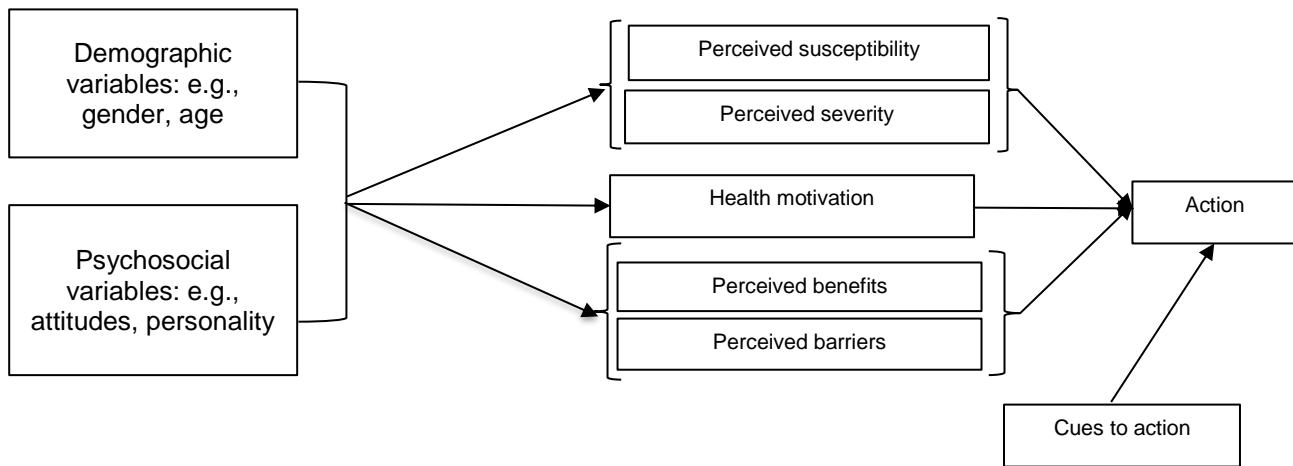 Demographic
variables: e.g.,
gender, age
Psychosocial
variables: e.g.,
attitudes, personality
Perceived susceptibility
Perceived severity
Health motivation
Perceived benefits
Perceived barriers
Action
Cues to action